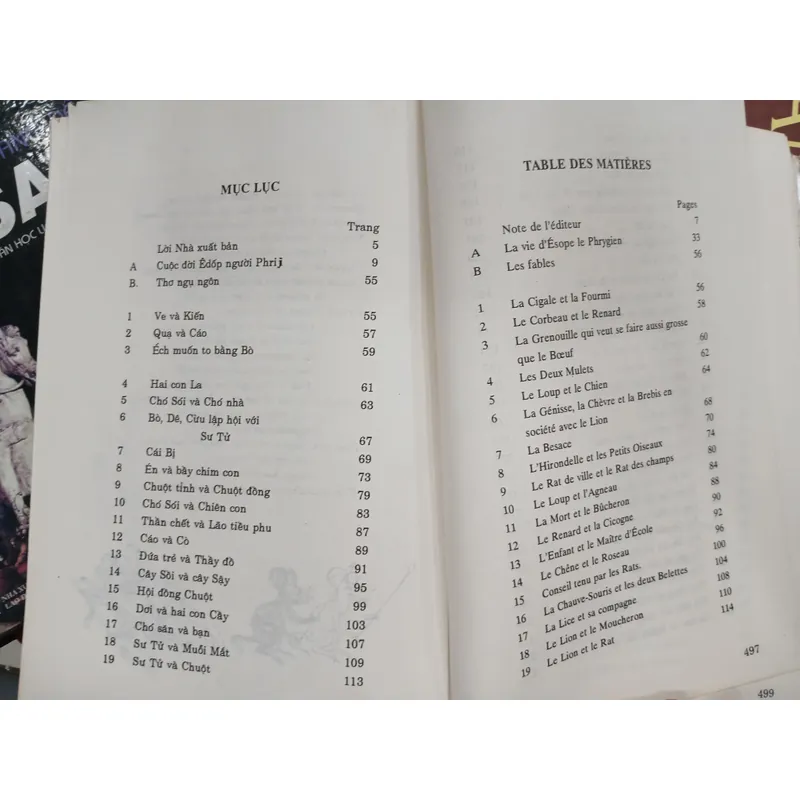 MỤC LỤC
Trang
Lời Nhà xuất bản 5
A Cuộc đời Êdốp người Phriji 9
B. Thơ ngụ ngôn 55
1 Ve và Kiến 55
2 Quạ và Cáo 57
3 Ếch muốn to bằng Bò 59
4 Hai con La 61
5 Chó Sói và Chó nhà 63
6 Bò, Dê, Cừu lập hội với
Sư Tử 67
7 Cái Bị 69
8 Én và bầy chim con 73
9 Chuột tỉnh và Chuột đồng 79
10 Chó Sói và Chiên con 83
11 Thần chết và Lão tiều phu 87
12 Cáo và Cò 89
13 Đứa trẻ và Thầy đồ 91
14 Cây Sồi và cây Sậy 95
15 Hội đồng Chuột 99
16 Dơi và hai con Cầy 103
17 Chó săn và bạn 107
18 Sư Tử và Muỗi Mắt 109
19 Sư Tử và Chuột 113
TABLE DES MATIÈRES
Pages
Note de l'éditeur 7
A La vie d'Ésope le Phrygien 33
B Les fables 56
1 La Cigale et la Fourmi 56
2 Le Corbeau et le Renard 58
3 La Grenouille qui veut se faire aussi grosse
que le Bœuf 60
4 Les Deux Mulets 62
5 Le Loup et le Chien 64
6 La Génisse, la Chèvre et la Brebis en
société avec le Lion 68
7 La Besace 70
8 L'Hirondelle et les Petits Oiseaux 74
9 Le Rat de ville et le Rat des champs 80
10 Le Loup et l'Agneau 84
11 La Mort et le Bûcheron 88
12 Le Renard et la Cicogne 90
13 L'Enfant et le Maître d'École 92
14 Le Chêne et le Roseau 96
15 Conseil tenu par les Rats. 100
16 La Chauve-Souris et les deux Belettes 104
17 La Lice et sa compagne 108
18 Le Lion et le Moucheron 110
19 Le Lion et le Rat 114
497
499